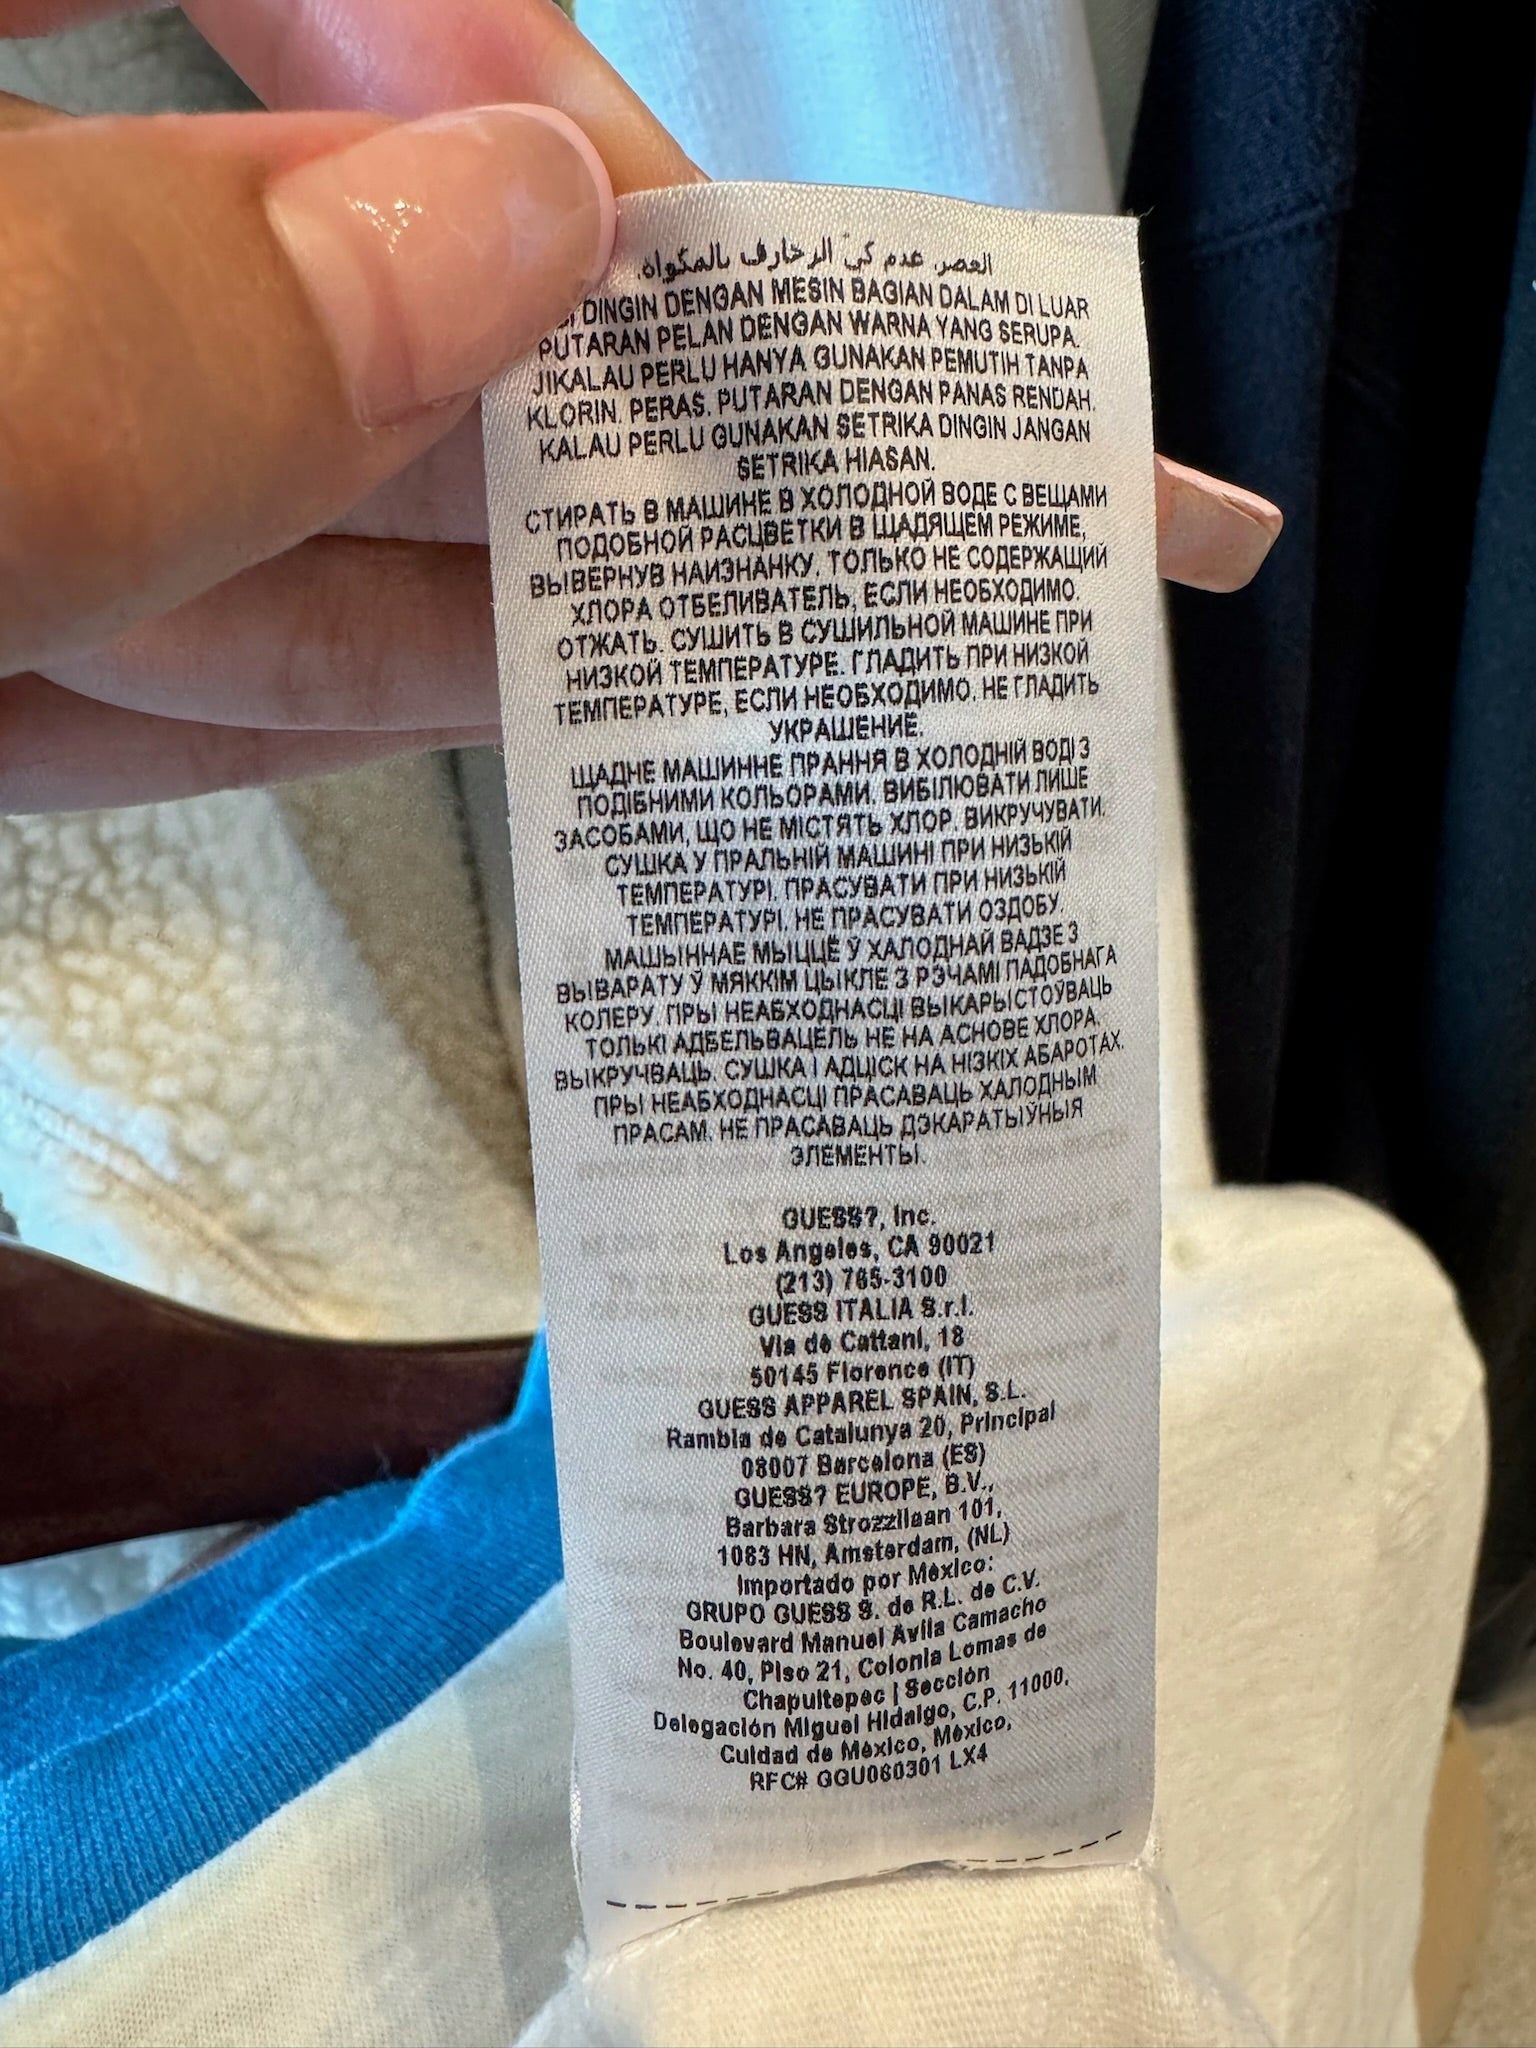 العصر. عدم كيّ الزخارف بالمكواة.
DINGIN DENGAN MESIN BAGIAN DALAM DI LUAR
PUTARAN PELAN DENGAN WARNA YANG SERUPA.
JIKALAU PERLU HANYA GUNAKAN PEMUTIH TANPA
KLORIN. PERAS. PUTARAN DENGAN PANAS RENDAH.
KALAU PERLU GUNAKAN SETRIKA DINGIN JANGAN
SETRIKA HIASAN.
СТИРАТЬ В МАШИНЕ В ХОЛОДНОЙ ВОДЕ С ВЕЩАМИ
ПОДОБНОЙ РАСЦВЕТКИ В ЩАДЯЩЕМ РЕЖИМЕ,
ВЫВЕРНУВ НАИЗНАНКУ. ТОЛЬКО НЕ СОДЕРЖАЩИЙ
ХЛОРА ОТБЕЛИВАТЕЛЬ, ЕСЛИ НЕОБХОДИМО.
ОТЖАТЬ. СУШИТЬ В СУШИЛЬНОЙ МАШИНЕ ПРИ
НИЗКОЙ ТЕМПЕРАТУРЕ. ГЛАДИТЬ ПРИ НИЗКОЙ
ТЕМПЕРАТУРЕ, ЕСЛИ НЕОБХОДИМО. НЕ ГЛАДИТЬ
УКРАШЕНИЕ.
ЩАДНЕ МАШИННЕ ПРАННЯ В ХОЛОДНІЙ ВОДІ З
ПОДІБНИМИ КОЛЬОРАМИ. ВИБІЛЮВАТИ ЛИШЕ
ЗАСОБАМИ, ЩО НЕ МІСТЯТЬ ХЛОР. ВИКРУЧУВАТИ.
СУШКА У ПРАЛЬНІЙ МАШИНІ ПРИ НИЗЬКІЙ
ТЕМПЕРАТУРІ. ПРАСУВАТИ ПРИ НИЗЬКІЙ
ТЕМПЕРАТУРІ. НЕ ПРАСУВАТИ ОЗДОБУ.
МАШЫННАЕ МЫЦЦЁ Ў ХАЛОДНАЙ ВАДЗЕ З
ВЫВАРАТУ Ў МЯККІМ ЦЫКЛЕ З РЭЧАМІ ПАДОБНАГА
КОЛЕРУ. ПРЫ НЕАБХОДНАСЦІ ВЫКАРЫСТОЎВАЦЬ
ТОЛЬКІ АДБЕЛЬВАЦЕЛЬ НЕ НА АСНОВЕ ХЛОРА.
ВЫКРУЧВАЦЬ. СУШКА І АДЦІСК НА НІЗКІХ АБАРОТАХ.
ПРЫ НЕАБХОДНАСЦІ ПРАСАВАЦЬ ХАЛОДНЫМ
ПРАСАМ. НЕ ПРАСАВАЦЬ ДЭКАРАТЫЎНЫЯ
ЭЛЕМЕНТЫ.
GUESS?, Inc.
Los Angeles, CA 90021
(213) 765-3100
GUESS ITALIA S.r.l.
Via de Cattani, 18
50145 Florence (IT)
GUESS APPAREL SPAIN, S.L.
Rambla de Catalunya 20, Principal
08007 Barcelona (ES)
GUESS? EUROPE, B.V.,
Barbara Strozzilaan 101,
1083 HN, Amsterdam, (NL)
Importado por México:
GRUPO GUESS S. de R.L. de C.V.
Boulevard Manuel Avila Camacho
No. 40, Piso 21, Colonia Lomas de
Chapultepec I Sección
Delegación Miguel Hidalgo, C.P. 11000,
Cuidad de México, México,
RFC# GGU060301 LX4